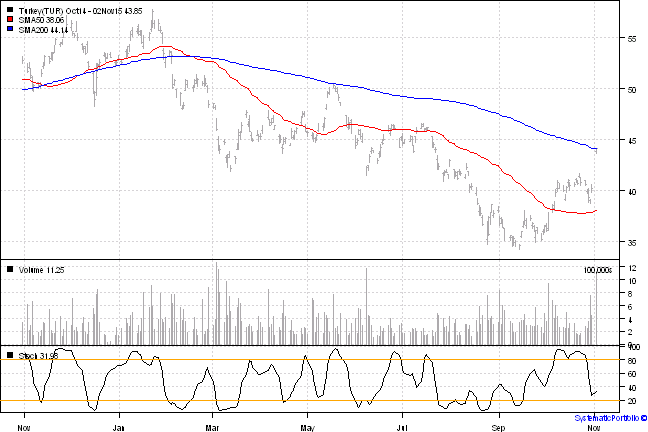 Turkey(TUR) Oct14 - 02Nov15 43.85
SMA50 38.06
SMA200 44.14
55
50
45
40
35
Volume 11.25
100,000s
12
10
8
6
4
2
0
Stoch 31.98
100
80
60
40
20
Nov Jan Mar May Jul Sep Nov
SystematicPortfolio ©